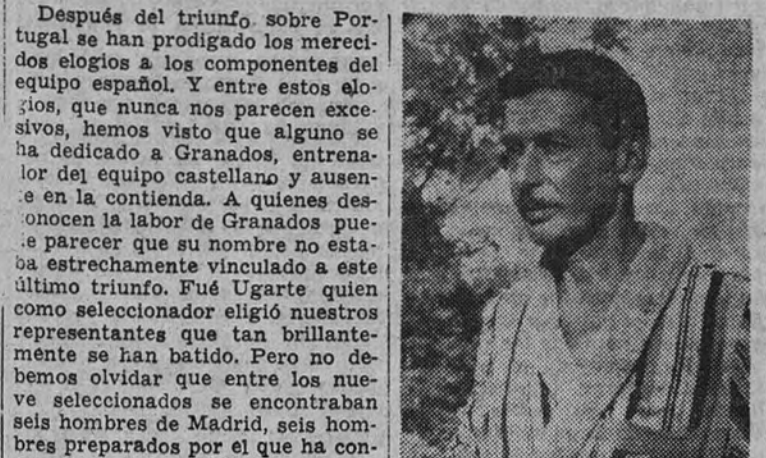 Después del triunfo sobre Por-
tugal se han prodigado los mereci-
dos elogios a los componentes del
equipo español. Y entre estos elo-
gios, que nunca nos parecen exce-
sivos, hemos visto que alguno se
ha dedicado a Granados, entrena-
lor del equipo castellano y ausen-
:e en la contienda. A quienes des-
:onocen la labor de Granados pue-
:e parecer que su nombre no esta-
ba estrechamente vinculado a este
último triunfo. Fué Ugarte quien
como seleccionador eligió nuestros
representantes que tan brillante-
mente se han batido. Pero no de-
bemos olvidar que entre los nue-
ve seleccionados se encontraban
seis hombres de Madrid, seis hom-
bres preparados por el que ha con-